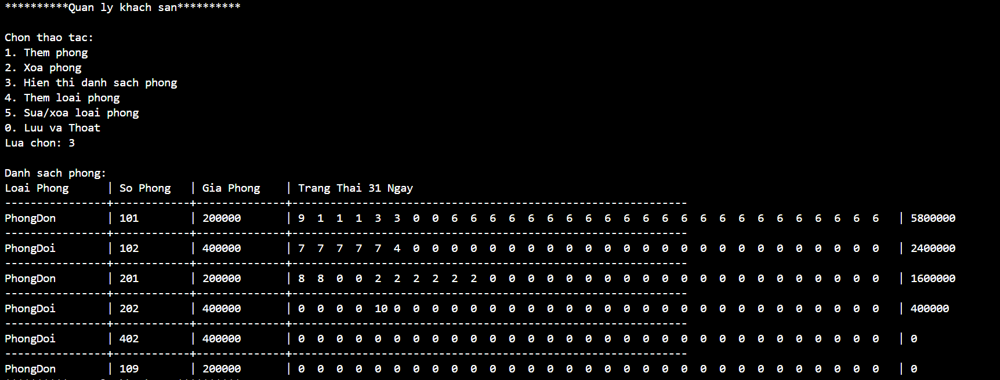 **********Quan ly khach san**********
Chon thao tac:
1. Them phong
2. Xoa phong
3. Hien thi danh sach phong
4. Them loai phong
5. Sua/xoa loai phong
0. Luu va Thoat
Lua chon: 3
Danh sach phong:
Loai Phong      | So Phong   | Gia Phong    | Trang Thai 31 Ngay
----------------+------------+--------------+--------------------------------------------------------------
PhongDon        | 101        | 200000       | 9  1  1  1  3  3  0  0  6  6  6  6  6  6  6  6  6  6  6  6  6  6  6  6  6  6  6  6  6  6  6   | 5800000
----------------+------------+--------------+--------------------------------------------------------------
PhongDoi        | 102        | 400000       | 7  7  7  7  7  4  0  0  0  0  0  0  0  0  0  0  0  0  0  0  0  0  0  0  0  0  0  0  0  0  0   | 2400000
----------------+------------+--------------+--------------------------------------------------------------
PhongDon        | 201        | 200000       | 8  8  0  0  2  2  2  2  2  2  0  0  0  0  0  0  0  0  0  0  0  0  0  0  0  0  0  0  0  0  0   | 1600000
----------------+------------+--------------+--------------------------------------------------------------
PhongDoi        | 202        | 400000       | 0  0  0  0  10 0  0  0  0  0  0  0  0  0  0  0  0  0  0  0  0  0  0  0  0  0  0  0  0  0  0   | 400000
----------------+------------+--------------+--------------------------------------------------------------
PhongDoi        | 402        | 400000       | 0  0  0  0  0  0  0  0  0  0  0  0  0  0  0  0  0  0  0  0  0  0  0  0  0  0  0  0  0  0  0   | 0
----------------+------------+--------------+--------------------------------------------------------------
PhongDon        | 109        | 200000       | 0  0  0  0  0  0  0  0  0  0  0  0  0  0  0  0  0  0  0  0  0  0  0  0  0  0  0  0  0  0  0   | 0